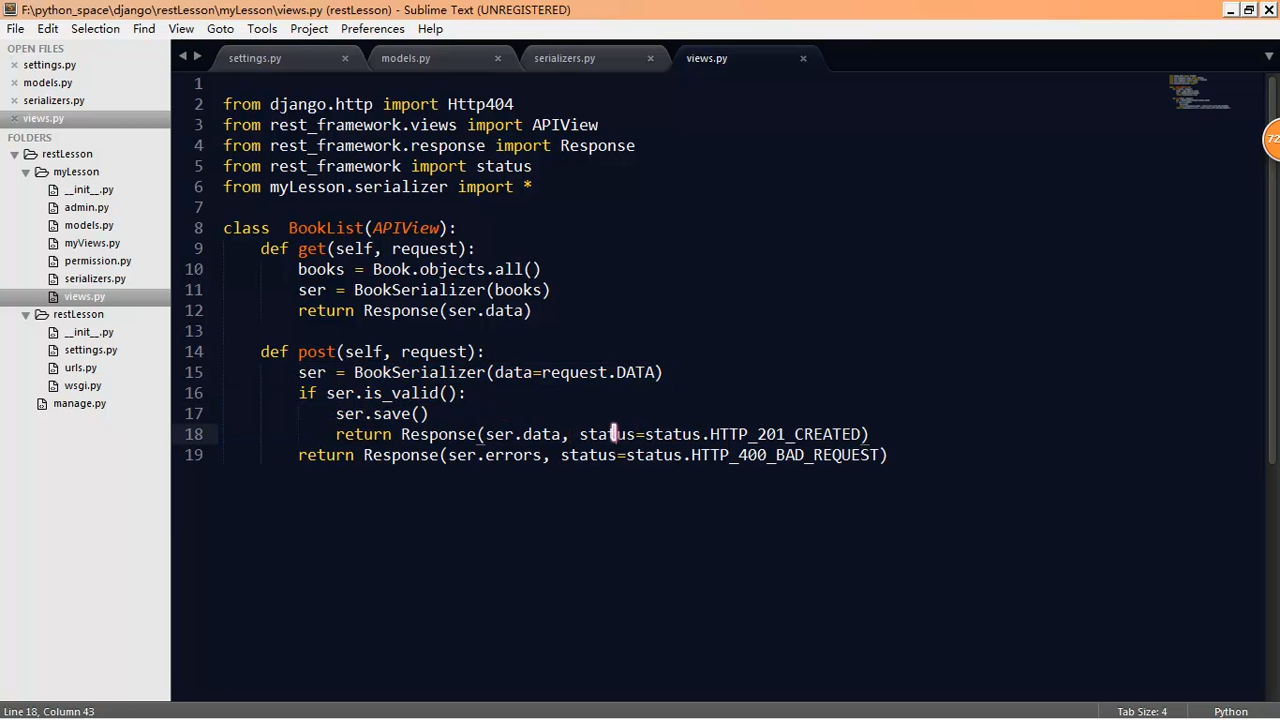 F:\python_space\django\restLesson\myLesson\views.py (restLesson) - Sublime Text (UNREGISTERED)
File Edit Selection Find View Goto Tools Project Preferences Help
OPEN FILES
settings.py
models.py
serializers.py
views.py
FOLDERS
restLesson
myLesson
__init__.py
admin.py
models.py
myViews.py
permission.py
serializers.py
views.py
restLesson
__init__.py
settings.py
urls.py
wsgi.py
manage.py
settings.py models.py serializers.py views.py
1
2 from django.http import Http404
3 from rest_framework.views import APIView
4 from rest_framework.response import Response
5 from rest_framework import status
6 from myLesson.serializer import *
7
8 class  BookList(APIView):
9     def get(self, request):
10         books = Book.objects.all()
11         ser = BookSerializer(books)
12         return Response(ser.data)
13
14     def post(self, request):
15         ser = BookSerializer(data=request.DATA)
16         if ser.is_valid():
17             ser.save()
18             return Response(ser.data, status=status.HTTP_201_CREATED)
19         return Response(ser.errors, status=status.HTTP_400_BAD_REQUEST)
72
Line 18, Column 43
Tab Size: 4
Python